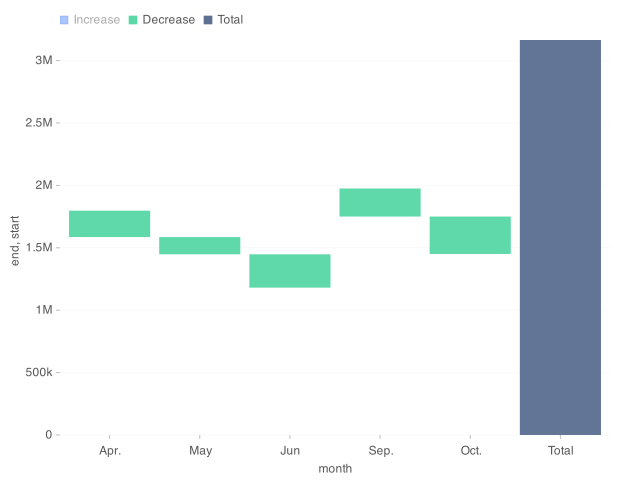 Increase Decrease Total
3M
2.5M
2M
1.5M
1M
500k
0
end, start
Apr. May Jun Sep. Oct. Total
month